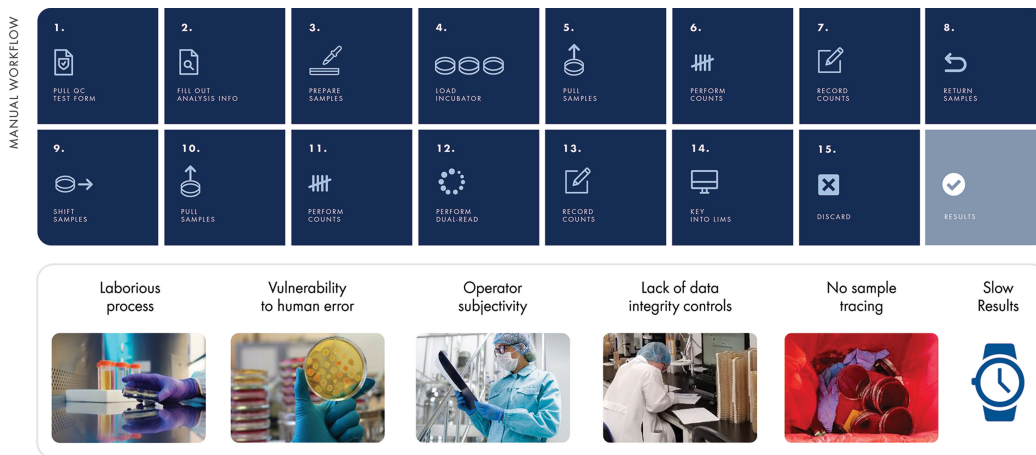 MANUAL WORKFLOW
1.
PULL QC
TEST FORM
2.
FILL OUT
ANALYSIS INFO
3.
PREPARE
SAMPLES
4.
LOAD
INCUBATOR
5.
PULL
SAMPLES
6.
PERFORM
COUNTS
7.
RECORD
COUNTS
8.
RETURN
SAMPLES
9.
SHIFT
SAMPLES
10.
PULL
SAMPLES
11.
PERFORM
COUNTS
12.
PERFORM
DUAL-READ
13.
RECORD
COUNTS
14.
KEY
INTO LIMS
15.
DISCARD
RESULTS
Laborious
process
Vulnerability
to human error
Operator
subjectivity
Lack of data
integrity controls
No sample
tracing
Slow
Results